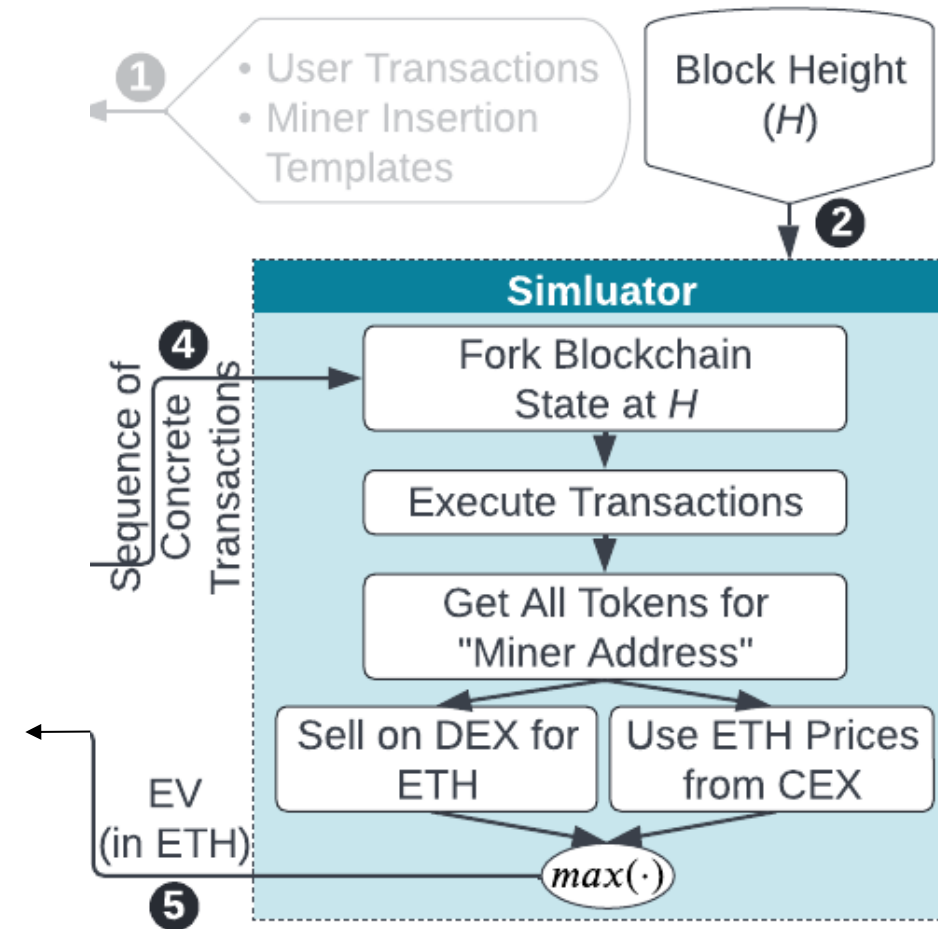 1
• User Transactions
• Miner Insertion
Templates
Block Height
(H)
2
Simluator
4
Sequence of
Concrete
Transactions
Fork Blockchain
State at H
Execute Transactions
Get All Tokens for
"Miner Address"
Sell on DEX for
ETH
Use ETH Prices
from CEX
EV
(in ETH)
max(·)
5